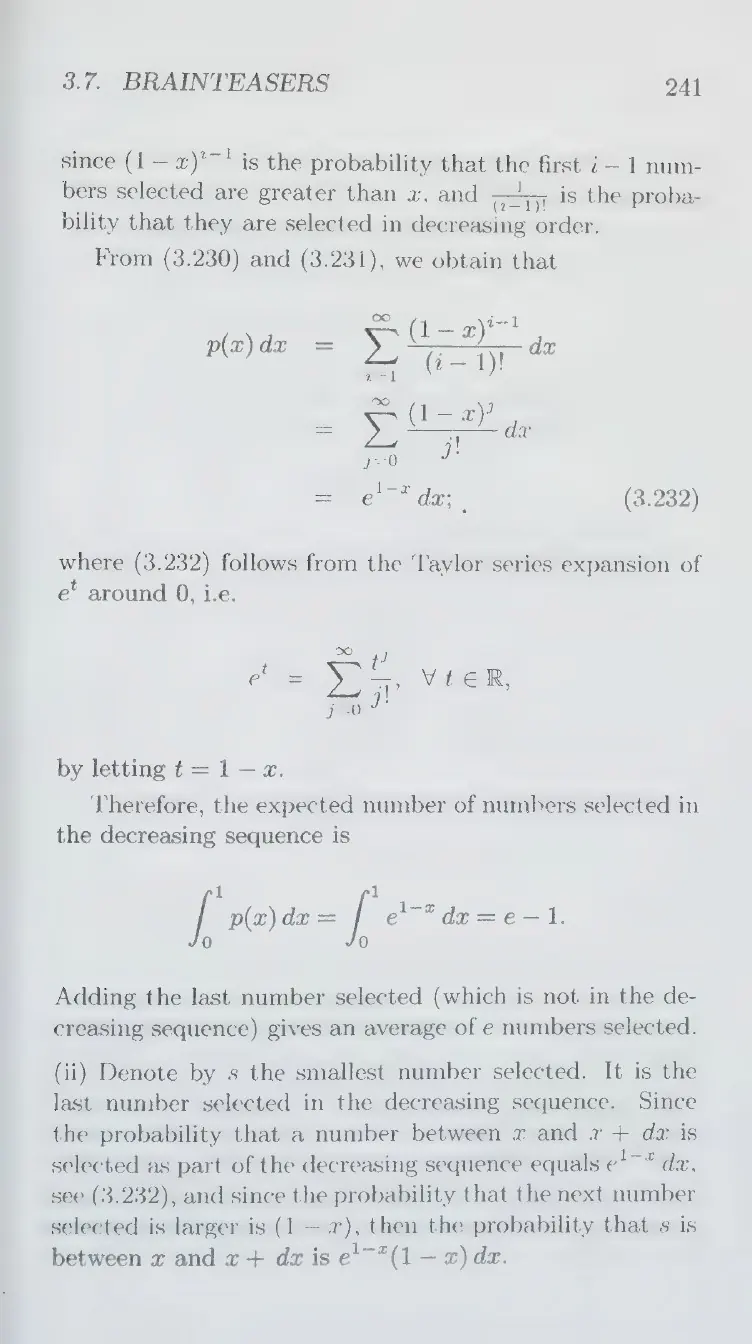 3.7. BRAINTEASERS 241
since (1 − x)^{i−1} is the probability that the first i − 1 num-
bers selected are greater than x, and \frac{1}{(i−1)!} is the proba-
bility that they are selected in decreasing order.
From (3.230) and (3.231), we obtain that
p(x) dx = \sum_{i=1}^{∞} \frac{(1 − x)^{i−1}}{(i − 1)!} dx
= \sum_{j=0}^{∞} \frac{(1 − x)^j}{j!} dx
= e^{1−x} dx; (3.232)
where (3.232) follows from the Taylor series expansion of
e^t around 0, i.e.
e^t = \sum_{j=0}^{∞} \frac{t^j}{j!}, ∀ t ∈ ℝ,
by letting t = 1 − x.
Therefore, the expected number of numbers selected in
the decreasing sequence is
\int_0^1 p(x) dx = \int_0^1 e^{1−x} dx = e − 1.
Adding the last number selected (which is not in the de-
creasing sequence) gives an average of e numbers selected.
(ii) Denote by s the smallest number selected. It is the
last number selected in the decreasing sequence. Since
the probability that a number between x and x + dx is
selected as part of the decreasing sequence equals e^{1−x} dx,
see (3.232), and since the probability that the next number
selected is larger is (1 − x), then the probability that s is
between x and x + dx is e^{1−x}(1 − x) dx.